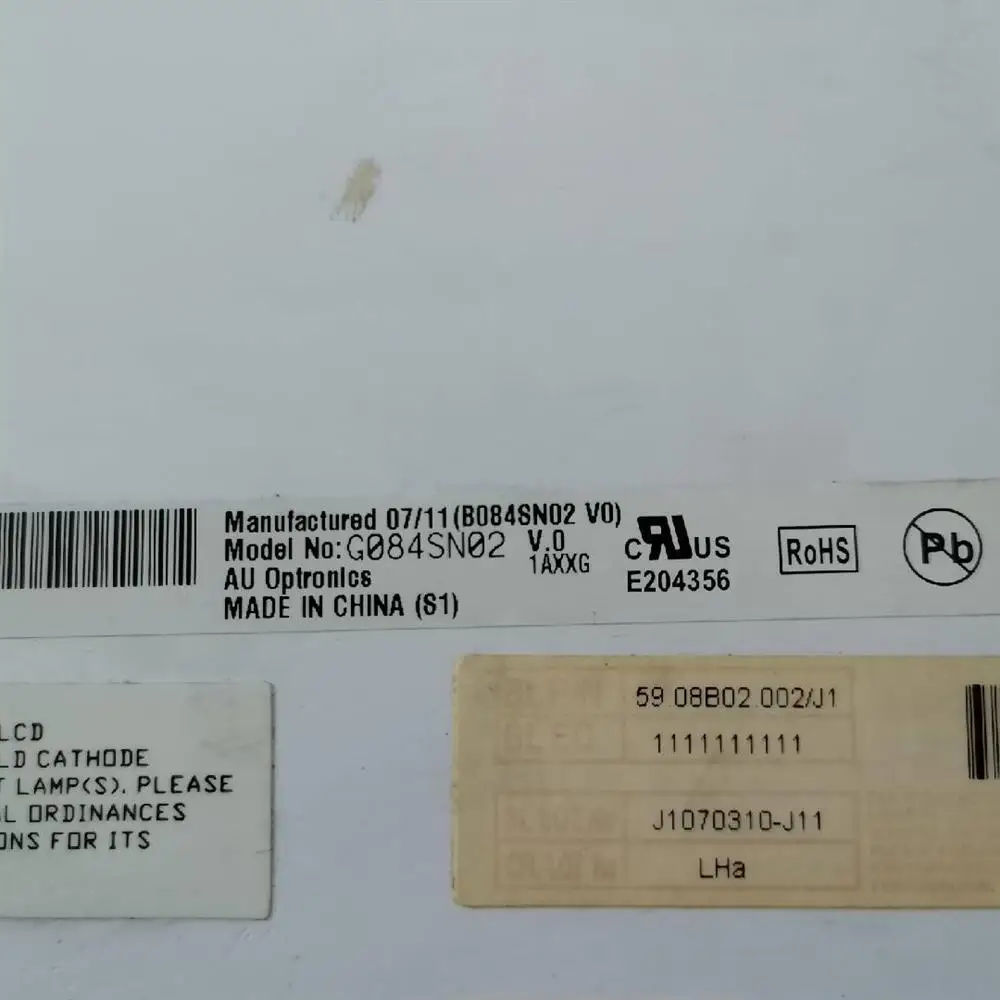 Manufactured 07/11(B084SN02 V0)
Model No:G084SN02 V.0
1AXXG
AU Optronics
MADE IN CHINA (S1)
C RU US
E204356
RoHS
Pb
LCD
LD CATHODE
T LAMP(S). PLEASE
L ORDINANCES
ONS FOR ITS
59.08B02.002/J1
1111111111
J1070310-J11
LHa